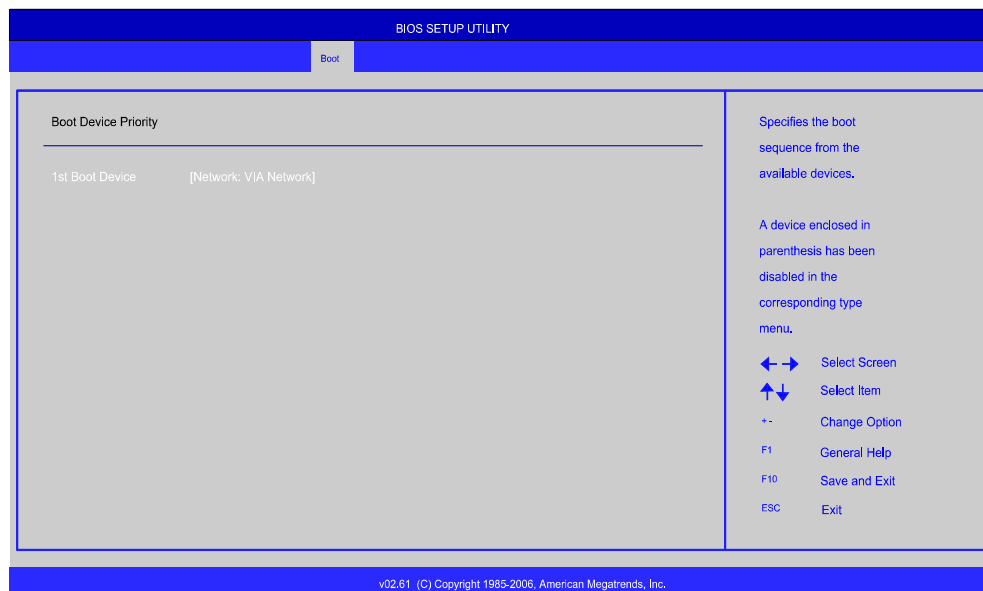 BIOS SETUP UTILITY
Boot
Boot Device Priority
1st Boot Device [Network: VIA Network]
Specifies the boot
sequence from the
available devices.
A device enclosed in
parenthesis has been
disabled in the
corresponding type
menu.
Select Screen
Select Item
+ - Change Option
F1 General Help
F10 Save and Exit
ESC Exit
v02.61 (C) Copyright 1985-2006, American Megatrends, Inc.